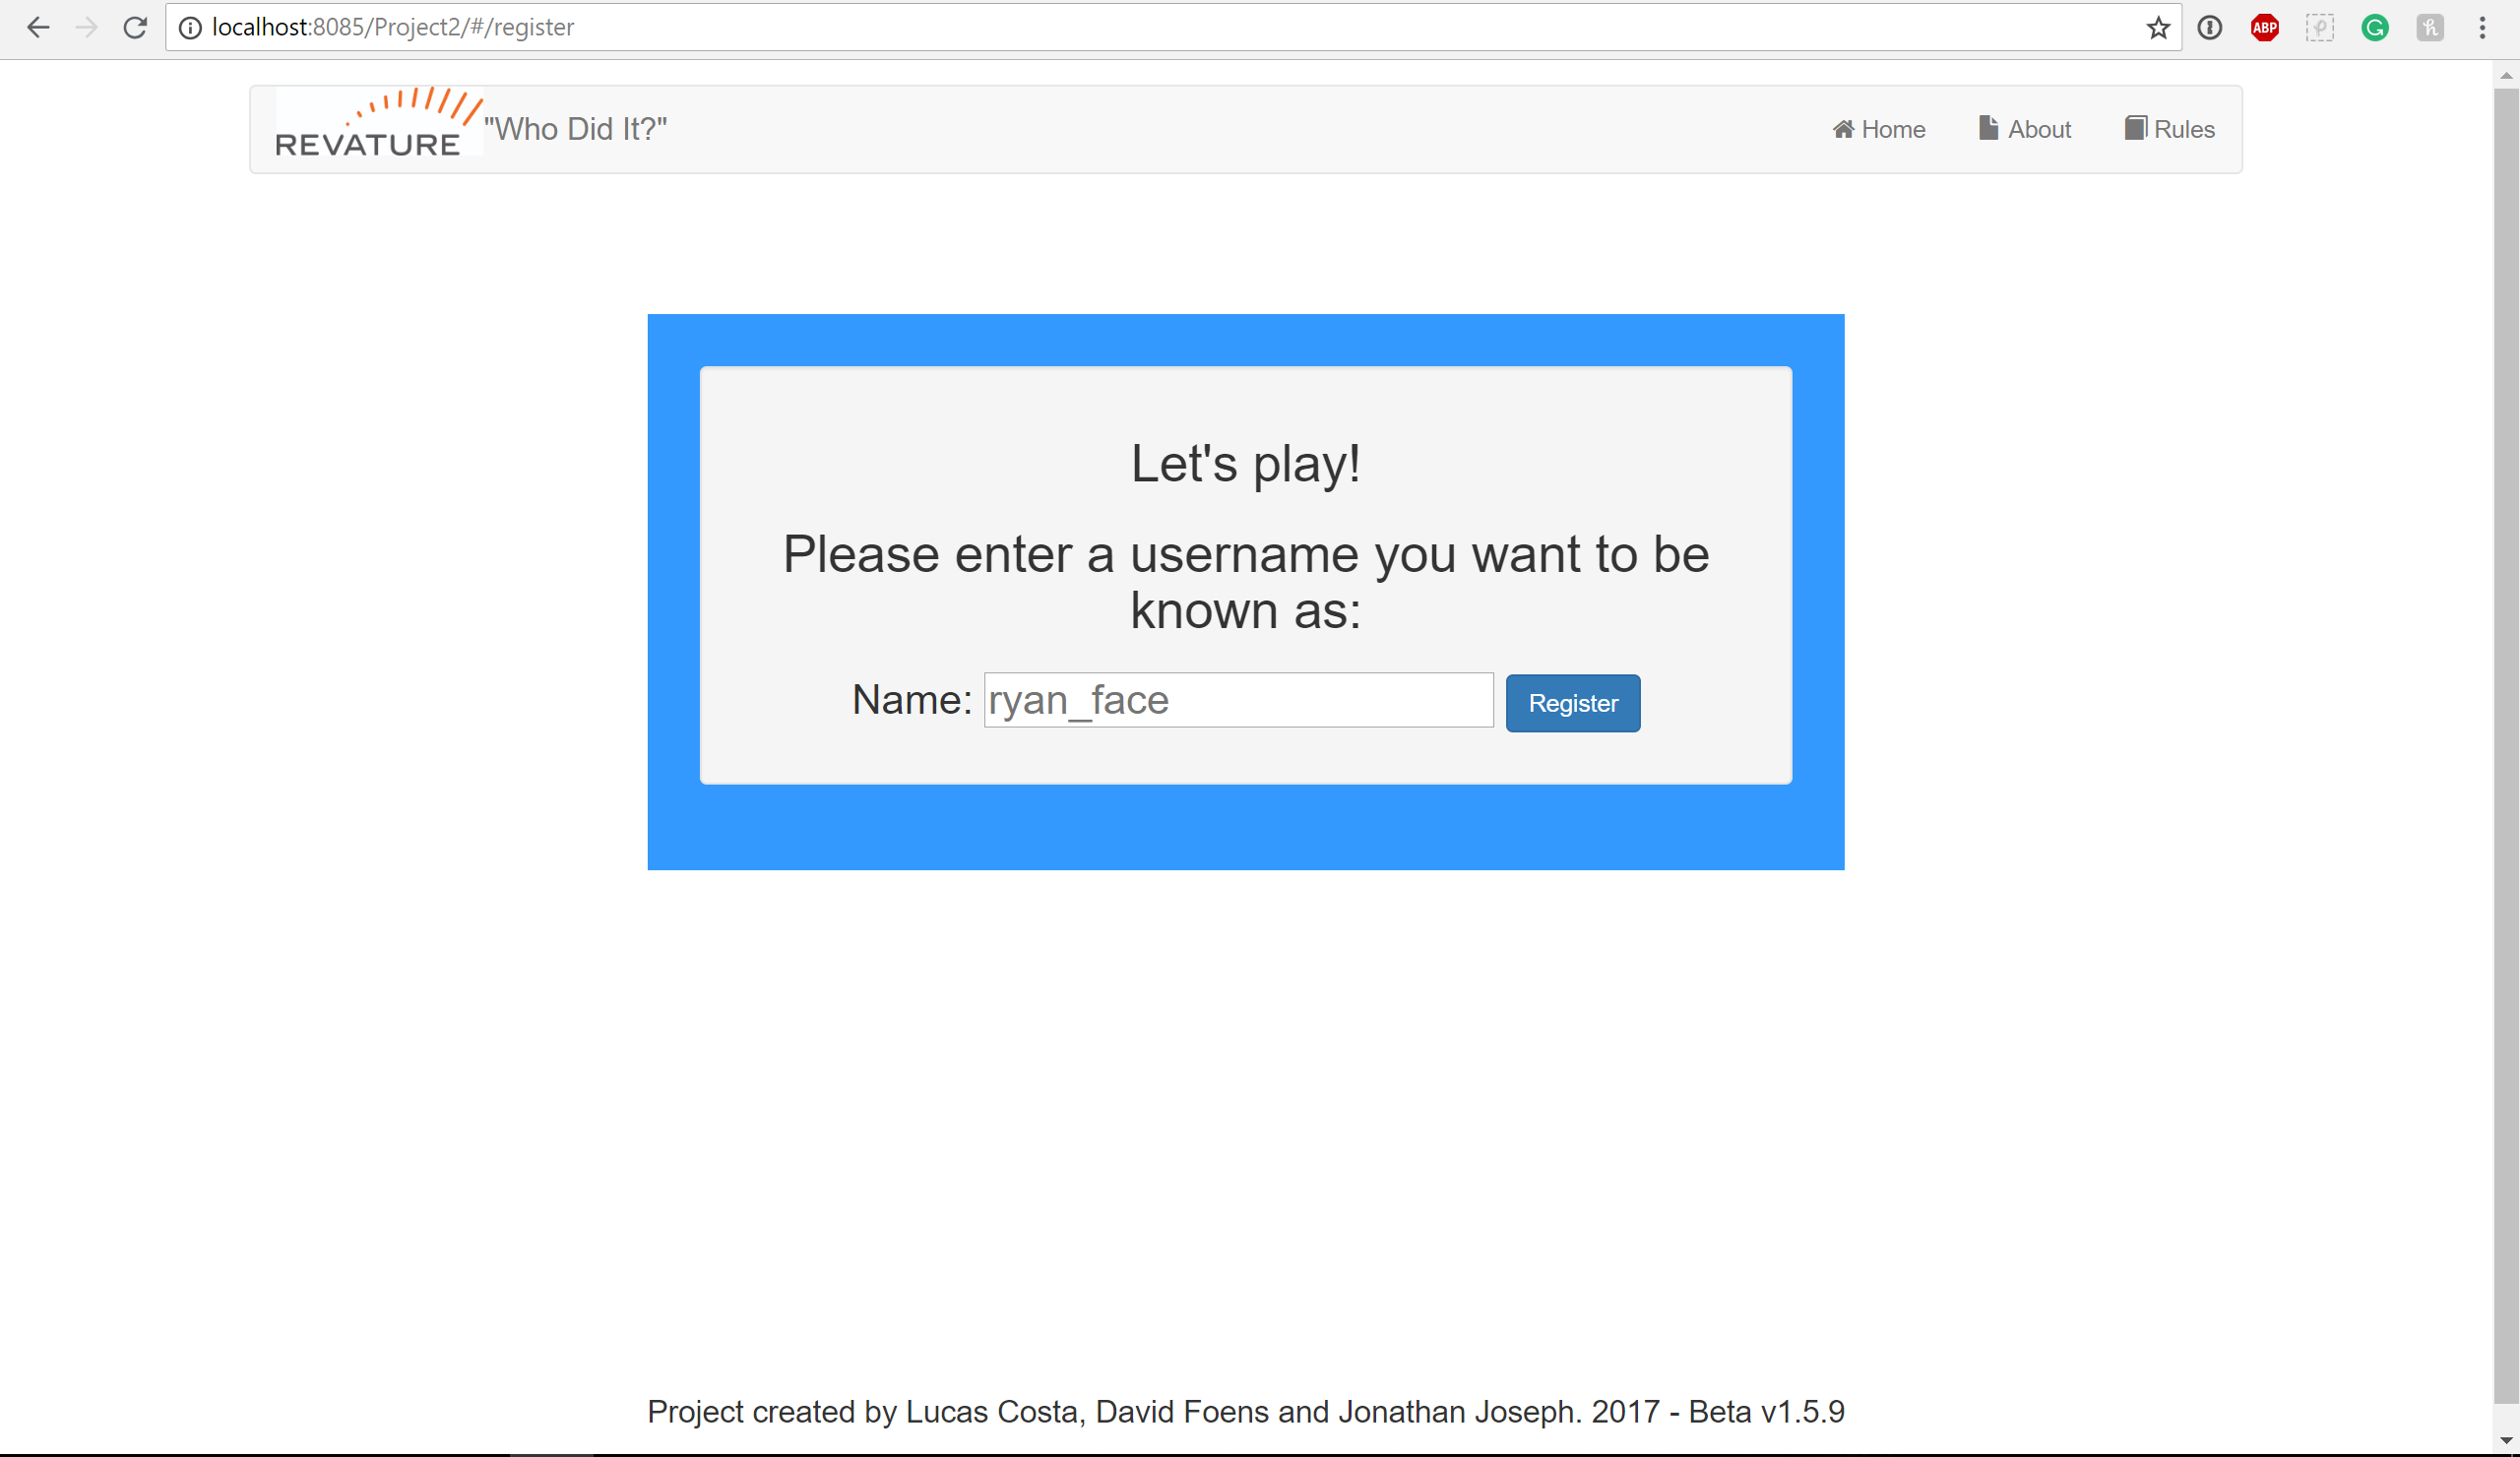 localhost:8085/Project2/#/register
ABP
REVATURE "Who Did It?"
Home About Rules
Let's play!
Please enter a username you want to be
known as:
Name: ryan_face Register
Project created by Lucas Costa, David Foens and Jonathan Joseph. 2017 - Beta v1.5.9